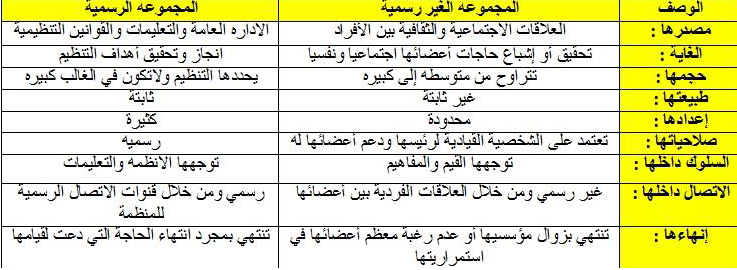 الوصف المجموعه الغير رسمية المجموعه الرسمية
مصدرها : العلاقات الاجتماعية والثقافية بين الأفراد الاداره العامة والتعليمات والقوانين التنظيمية
الغاية : تحقيق أو إشباع حاجات أعضائها اجتماعيا ونفسيا انجاز وتحقيق أهداف التنظيم
حجمها : تتراوح من متوسطه إلى كبيره يحددها التنظيم ولاتكون في الغالب كبيره
طبيعتها : غير ثابتة ثابتة
إعدادها : محدودة كثيرة
صلاحياتها : تعتمد على الشخصية القيادية لرئيسها ودعم أعضائها له رسميه
السلوك داخلها : توجهها القيم والمفاهيم توجهها الانظمه والتعليمات
الاتصال داخلها : غير رسمي ومن خلال العلاقات الفردية بين أعضائها رسمي ومن خلال قنوات الاتصال الرسمية
للمنظمة
إنهاءها : تنتهي بزوال مؤسسيها أو عدم رغبة معظم أعضائها في تنتهي بمجرد انتهاء الحاجة التي دعت لقيامها
استمراريتها